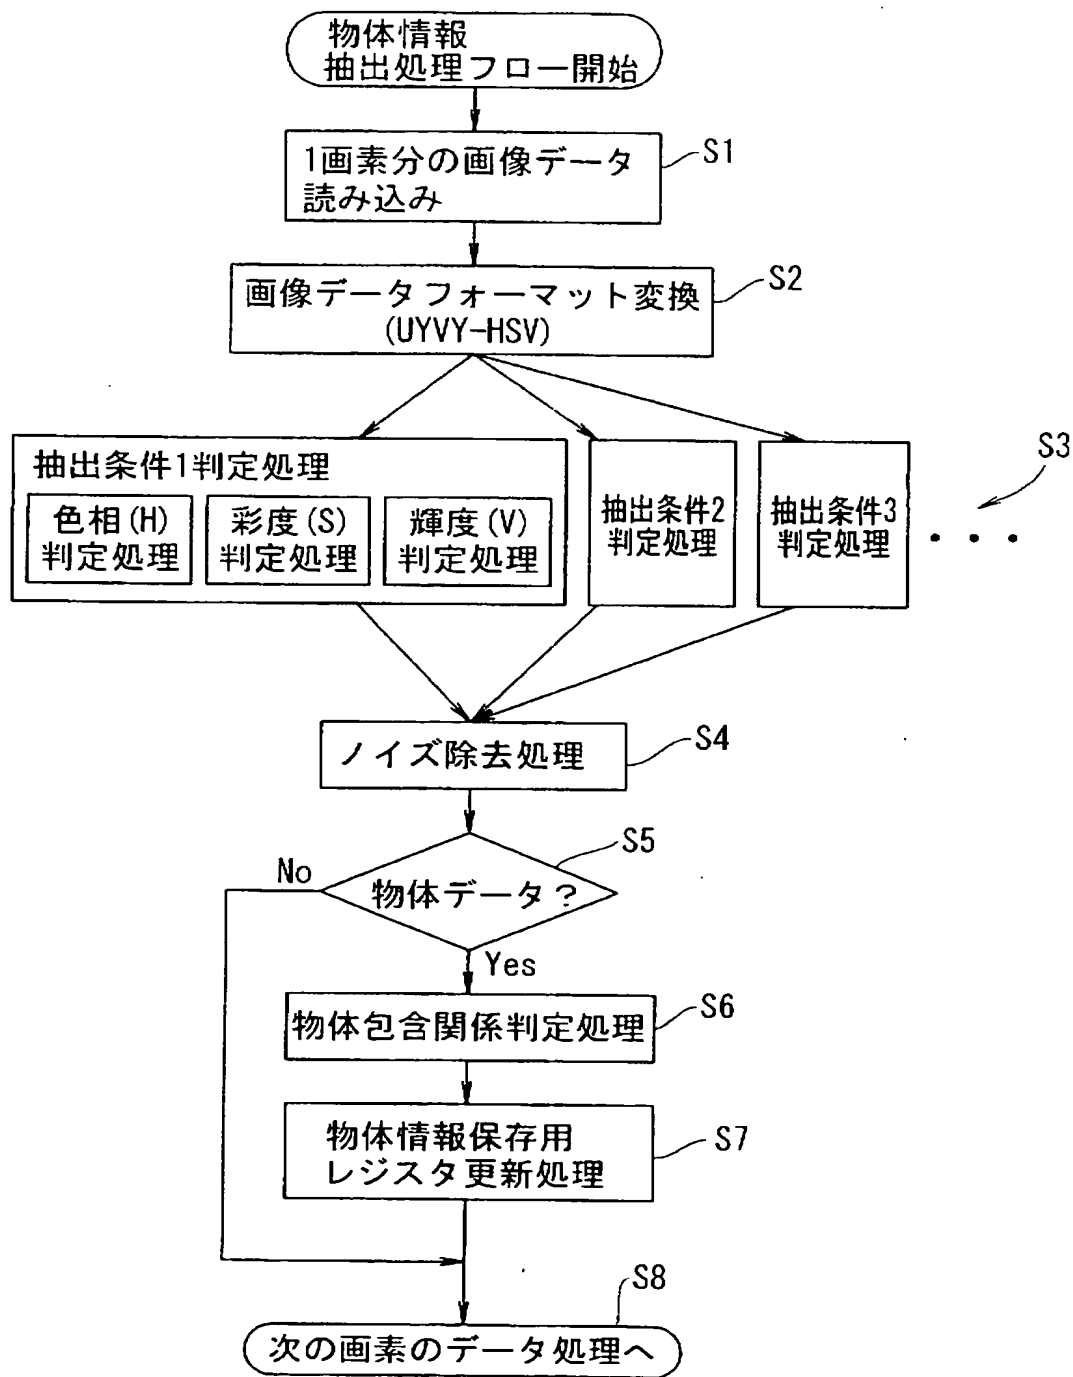 物体情報
抽出処理フロー開始
1画素分の画像データ
読み込み
S1
画像データフォーマット変換
(UYVY-HSV)
S2
抽出条件1判定処理
色相(H)
判定処理
彩度(S)
判定処理
輝度(V)
判定処理
抽出条件2
判定処理
抽出条件3
判定処理
・・・
S3
ノイズ除去処理
S4
物体データ？
S5
No
Yes
物体包含関係判定処理
S6
物体情報保存用
レジスタ更新処理
S7
次の画素のデータ処理へ
S8